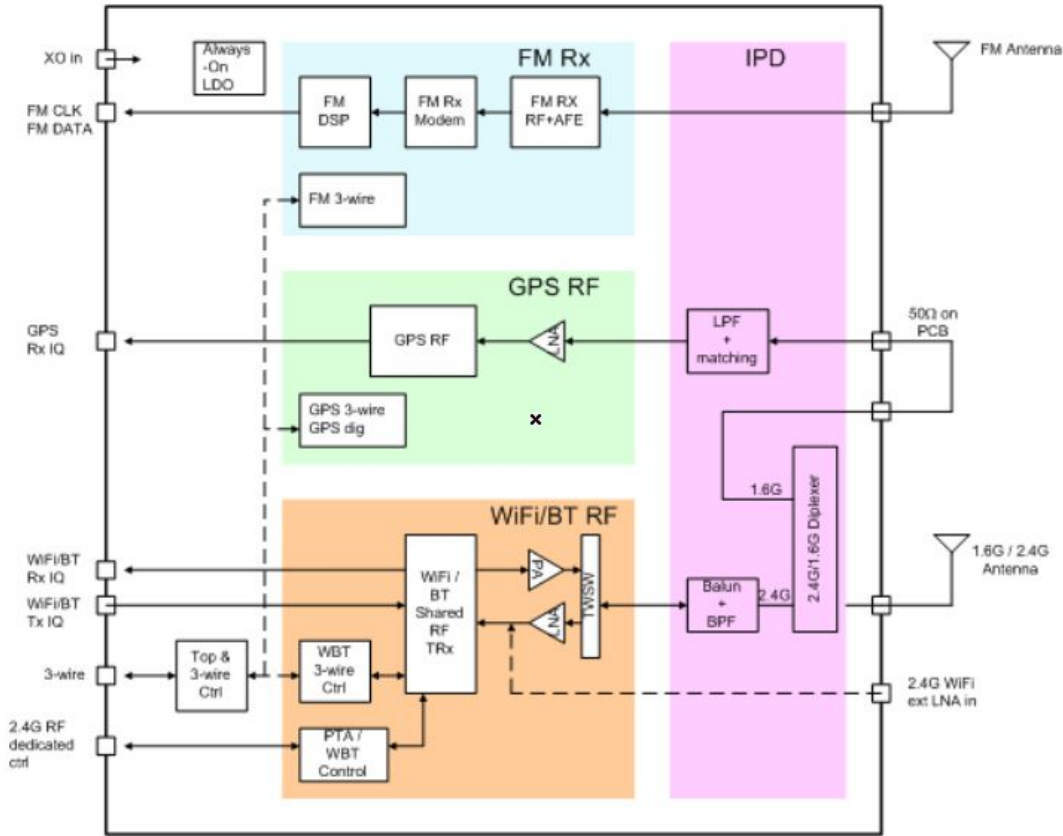 XO in
Always
-On
LDO
FM Rx
IPD
FM Antenna
FM CLK
FM DATA
FM
DSP
FM Rx
Modem
FM RX
RF+AFE
FM 3-wire
GPS RF
GPS
Rx IQ
GPS RF
LNA
LPF
+
matching
50Ω on
PCB
GPS 3-wire
GPS dig
1.6G
2.4G/1.6G Diplexer
WiFi/BT RF
WiFi/BT
Rx IQ
WiFi/BT
Tx IQ
WiFi /
BT
Shared
RF
TRx
PA
LNA
TWSW
Balun
+
BPF
2.4G
1.6G / 2.4G
Antenna
3-wire
Top &
3-wire
Ctrl
WBT
3-wire
Ctrl
2.4G WiFi
ext LNA in
2.4G RF
dedicated
ctrl
PTA /
WBT
Control